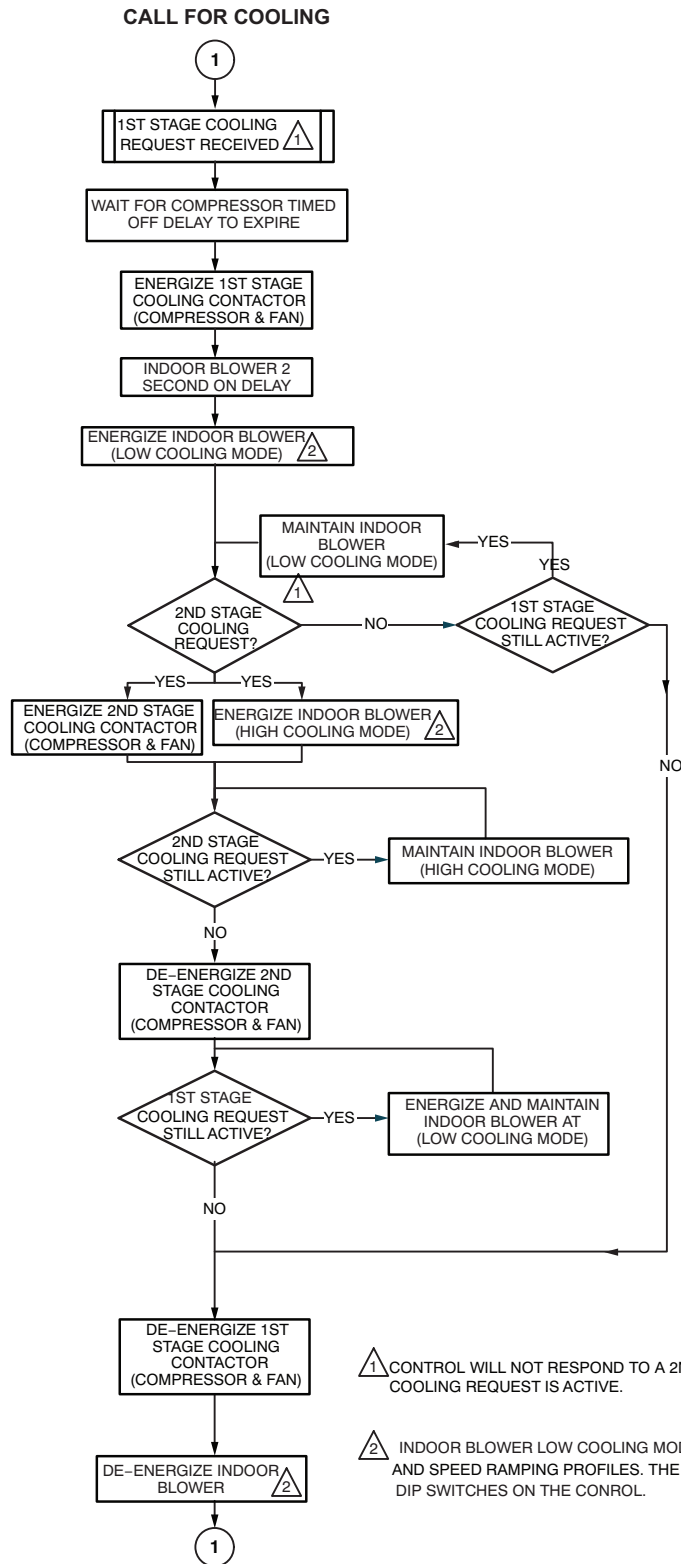 CALL FOR COOLING
1
1ST STAGE COOLING
REQUEST RECEIVED 1
WAIT FOR COMPRESSOR TIMED
OFF DELAY TO EXPIRE
ENERGIZE 1ST STAGE
COOLING CONTACTOR
(COMPRESSOR & FAN)
INDOOR BLOWER 2
SECOND ON DELAY
ENERGIZE INDOOR BLOWER
(LOW COOLING MODE) 2
MAINTAIN INDOOR
BLOWER
(LOW COOLING MODE)
1
YES
YES
2ND STAGE
COOLING
REQUEST?
NO
1ST STAGE
COOLING REQUEST
STILL ACTIVE?
YES
YES
ENERGIZE 2ND STAGE
COOLING CONTACTOR
(COMPRESSOR & FAN)
ENERGIZE INDOOR BLOWER
(HIGH COOLING MODE) 2
NO
2ND STAGE
COOLING REQUEST
STILL ACTIVE?
YES
MAINTAIN INDOOR BLOWER
(HIGH COOLING MODE)
NO
DE−ENERGIZE 2ND
STAGE COOLING
CONTACTOR
(COMPRESSOR & FAN)
1ST STAGE
COOLING REQUEST
STILL ACTIVE?
YES
ENERGIZE AND MAINTAIN
INDOOR BLOWER AT
(LOW COOLING MODE)
NO
DE−ENERGIZE 1ST
STAGE COOLING
CONTACTOR
(COMPRESSOR & FAN)
1 CONTROL WILL NOT RESPOND TO A
COOLING REQUEST IS ACTIVE.
2 INDOOR BLOWER LOW COOLING
AND SPEED RAMPING PROFILES. THE
DIP SWITCHES ON THE CONROL.
DE−ENERGIZE INDOOR
BLOWER 2
1